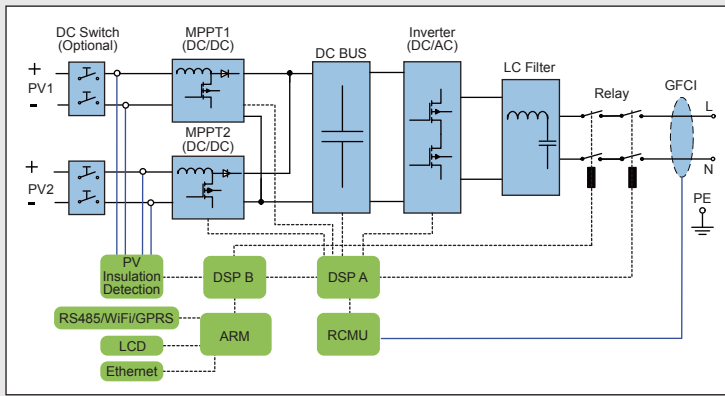 DC Switch
(Optional)
MPPT1
(DC/DC)
DC BUS
Inverter
(DC/AC)
LC Filter
Relay
GFCI
+
PV1
-
L
MPPT2
(DC/DC)
+
PV2
-
N
PE
PV
Insulation
Detection
DSP B
DSP A
RS485/WiFi/GPRS
ARM
RCMU
LCD
Ethernet